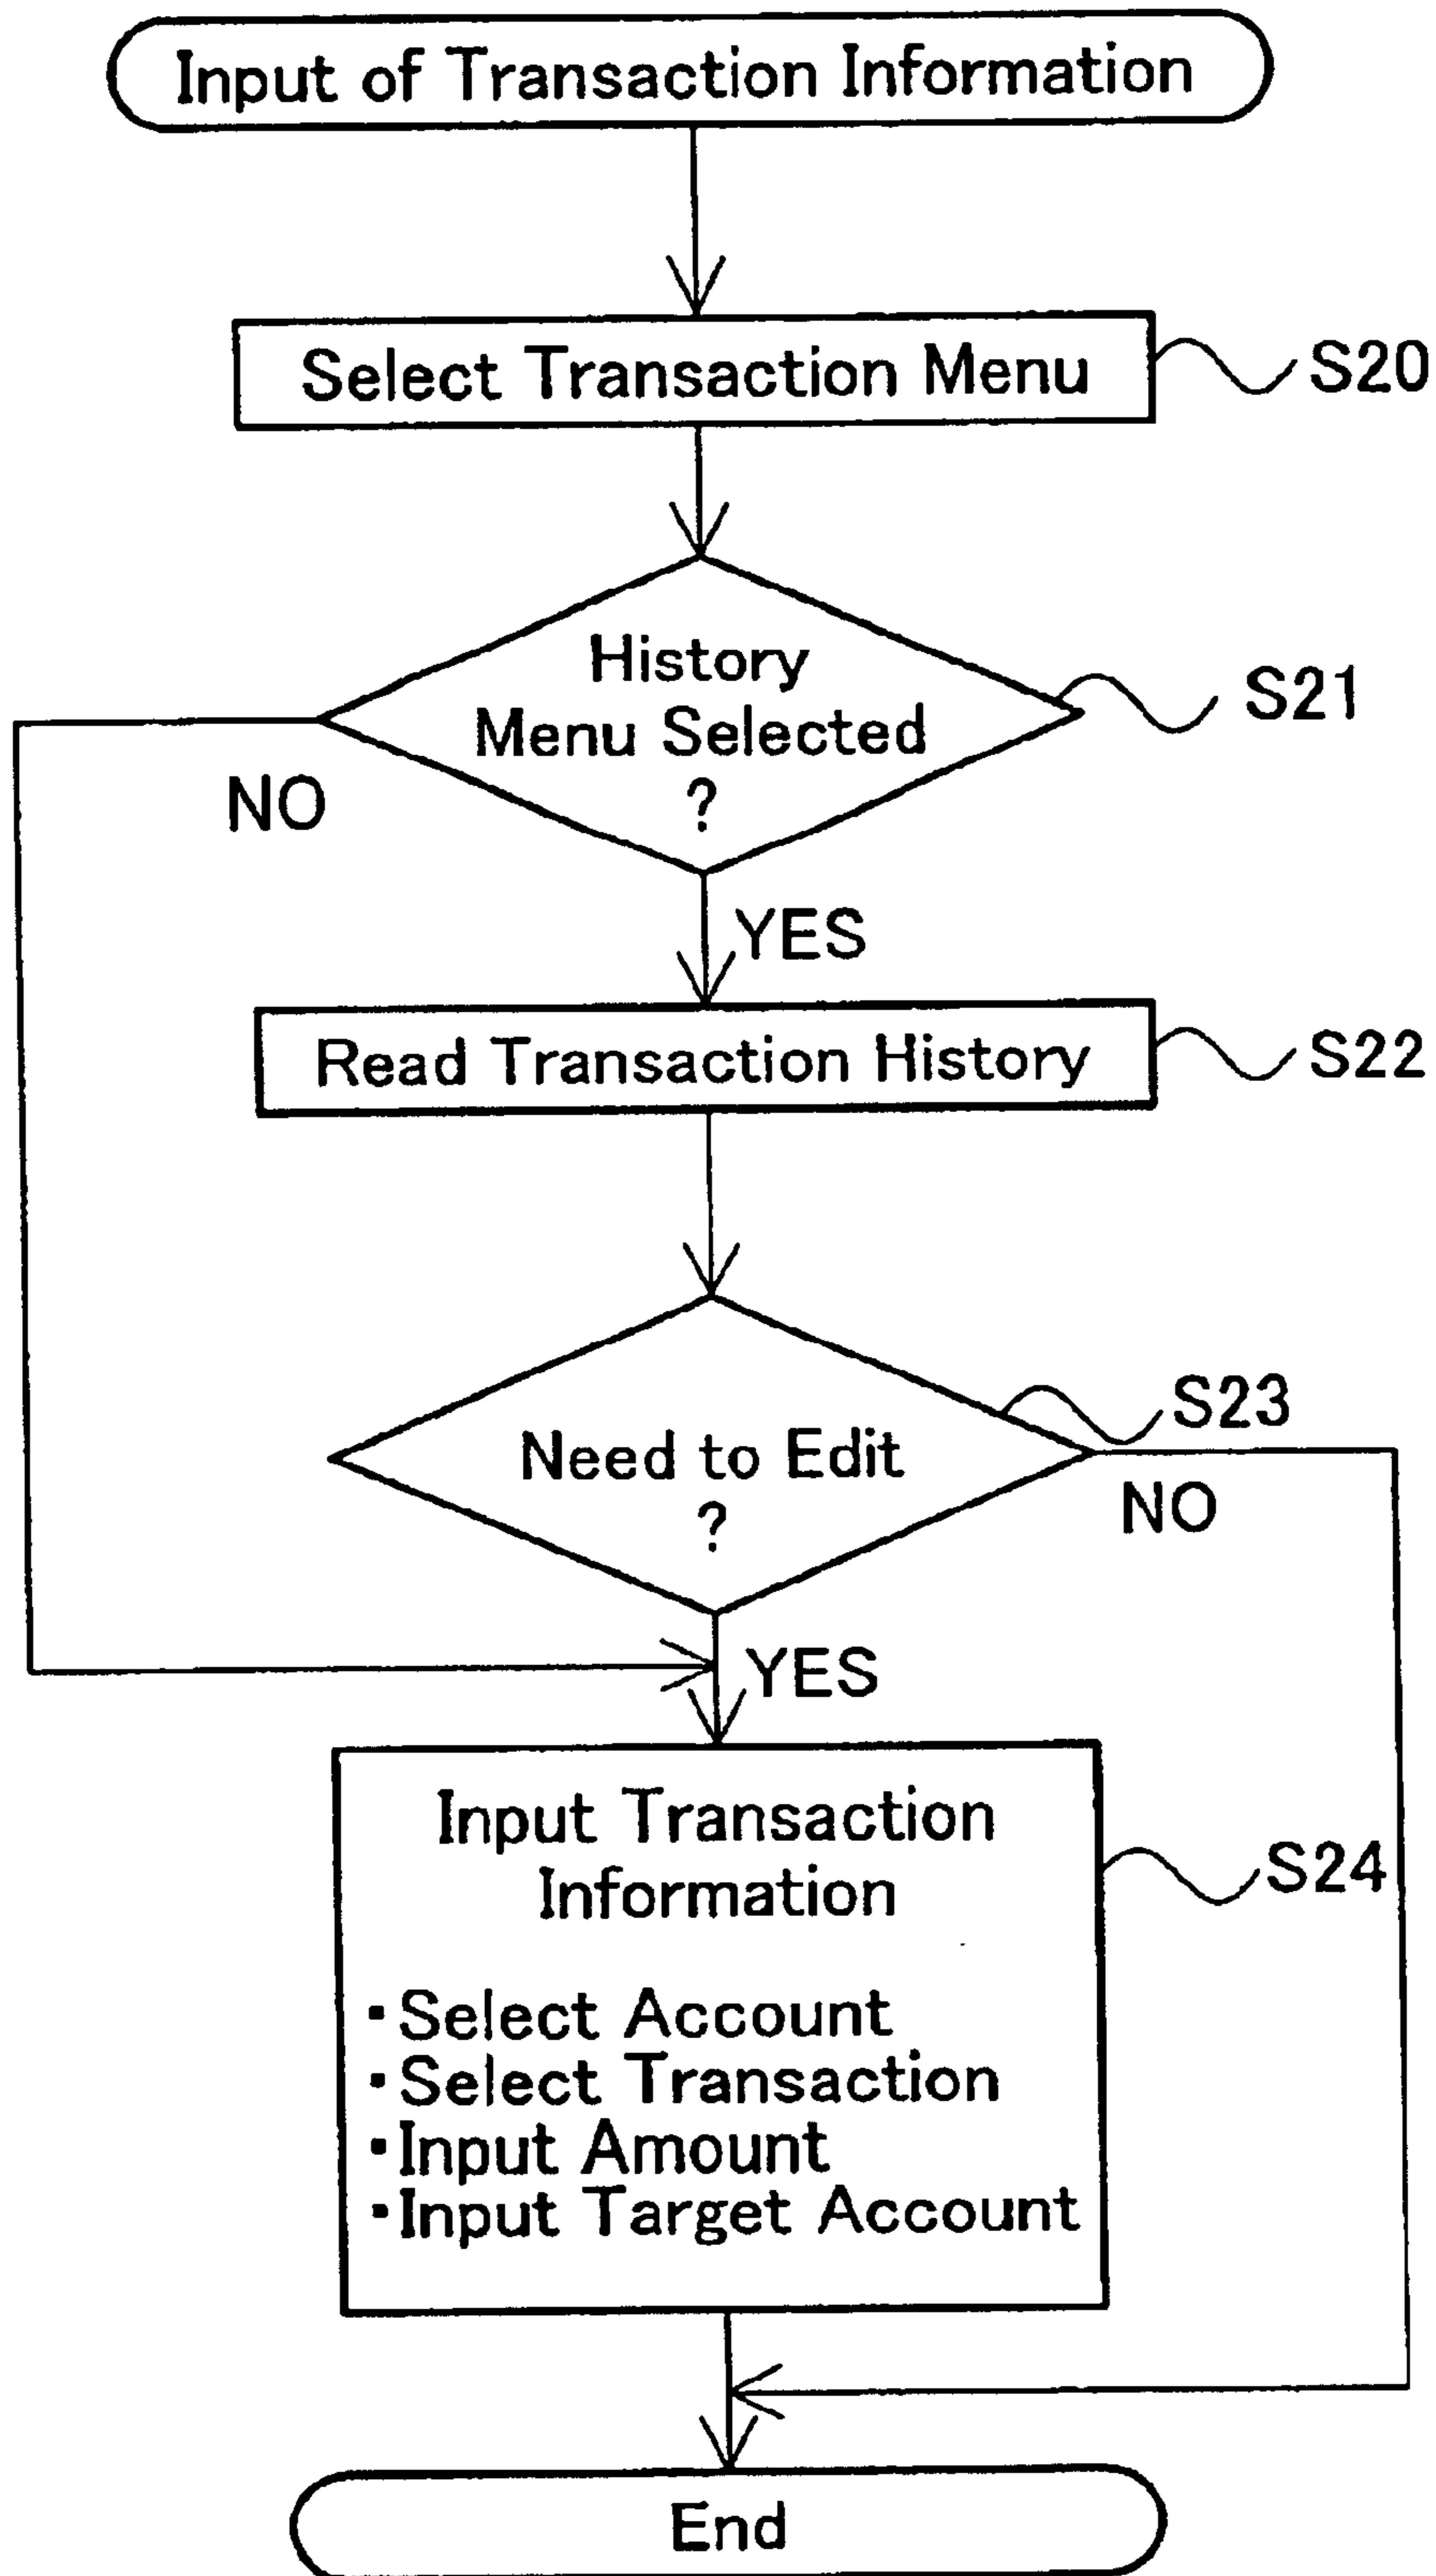 Input of Transaction Information
Select Transaction Menu
S20
History
Menu Selected
?
S21
NO
YES
Read Transaction History
S22
Need to Edit
?
S23
NO
YES
Input Transaction
Information
S24
・Select Account
・Select Transaction
・Input Amount
・Input Target Account
End